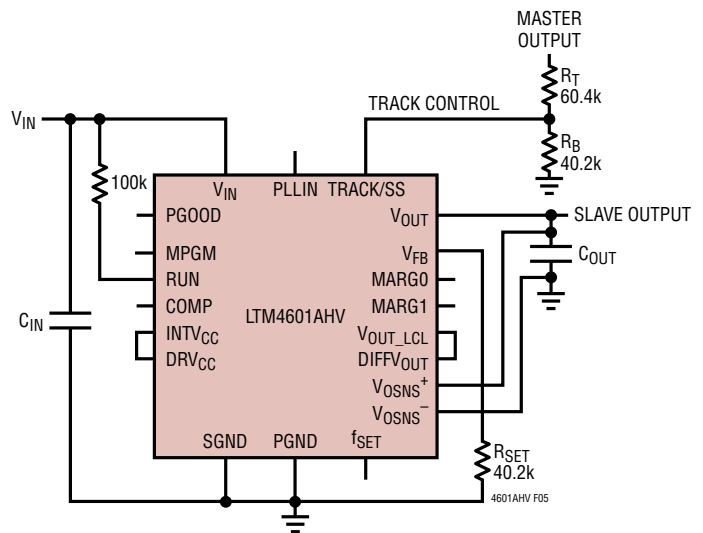 MASTER
OUTPUT
R_T
60.4k
TRACK CONTROL
R_B
40.2k
V_IN
100k
V_IN
PLLIN
TRACK/SS
PGOOD
V_OUT
SLAVE OUTPUT
MPGM
V_FB
C_OUT
RUN
MARG0
COMP
MARG1
C_IN
LTM4601AHV
INTV_CC
V_OUT_LCL
DRV_CC
DIFFV_OUT
V_OSNS^+
V_OSNS^–
SGND
PGND
f_SET
R_SET
40.2k
4601AHV F05